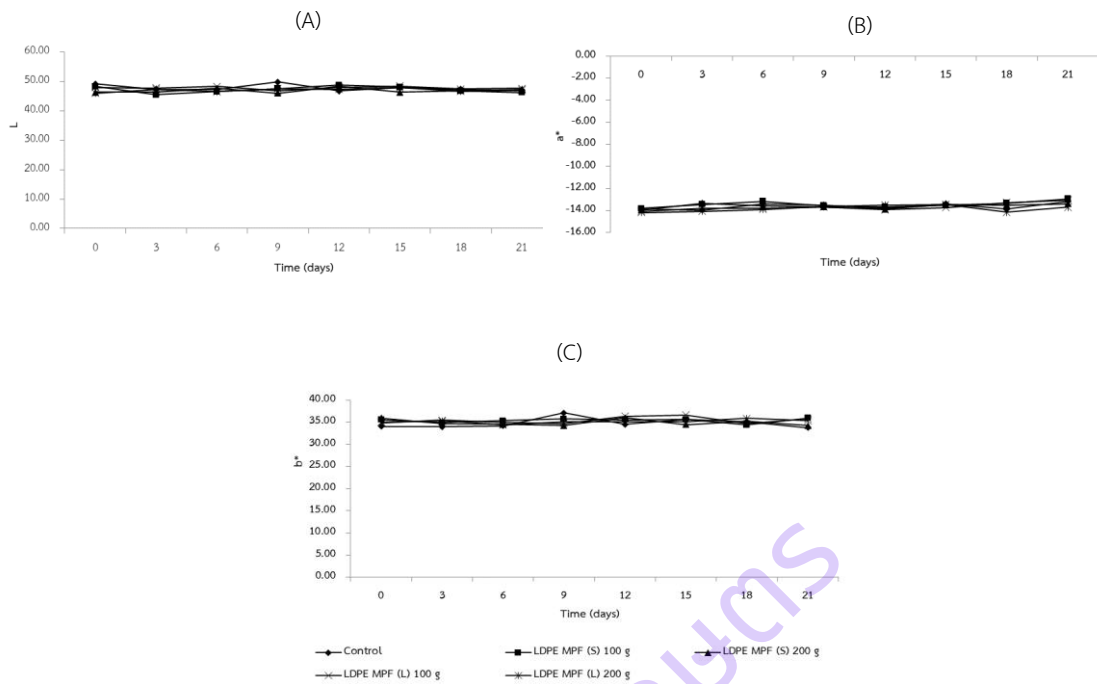 (A)
60.00
50.00
40.00
30.00
20.00
10.00
0.00
L
0 3 6 9 12 15 18 21
Time (days)
(B)
0.00
-2.00
-4.00
-6.00
-8.00
-10.00
-12.00
-14.00
-16.00
a*
0 3 6 9 12 15 18 21
Time (days)
(C)
40.00
35.00
30.00
25.00
20.00
15.00
10.00
5.00
0.00
b*
0 3 6 9 12 15 18 21
Time (days)
Control LDPE MPF (S) 100 g LDPE MPF (S) 200 g
LDPE MPF (L) 100 g LDPE MPF (L) 200 g